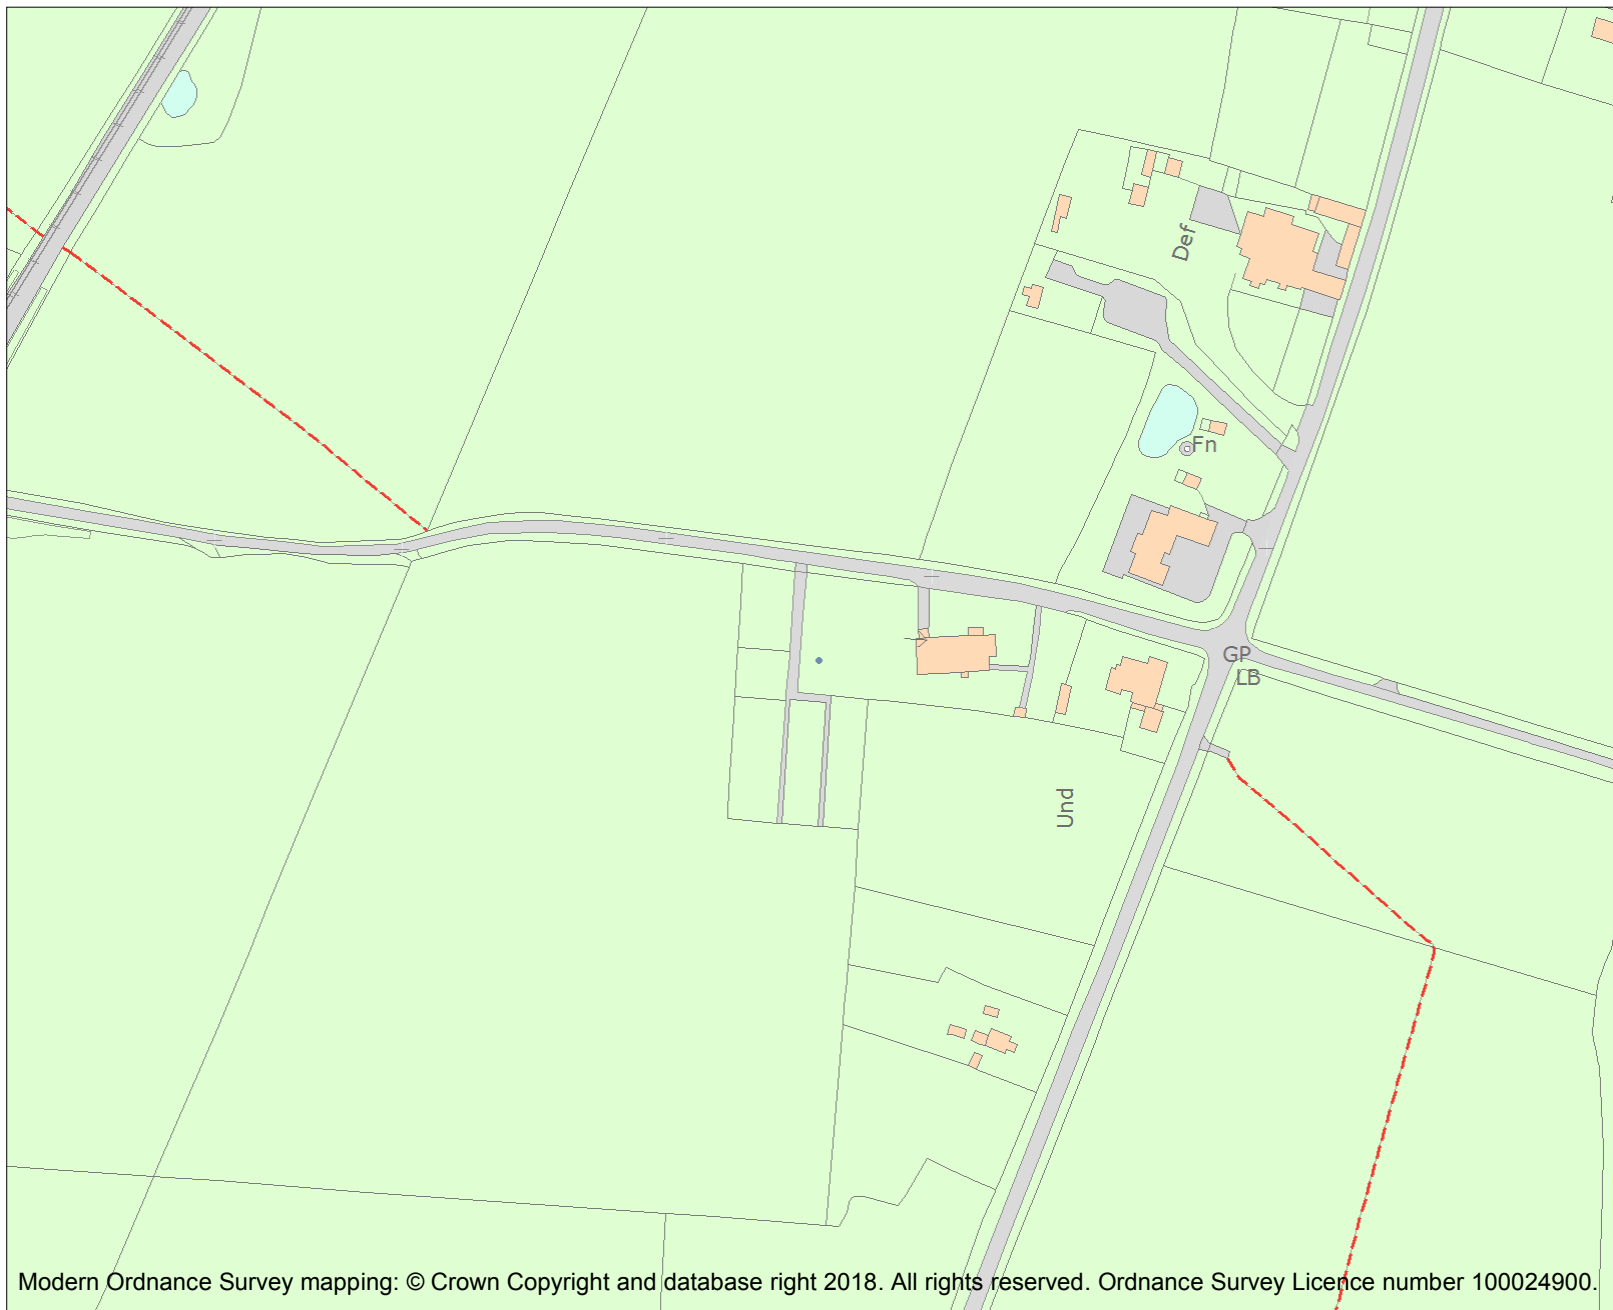 Def
Fn
GP
LB
Und
Modern Ordnance Survey mapping: © Crown Copyright and database right 2018. All rights reserved. Ordnance Survey Licence number 100024900.